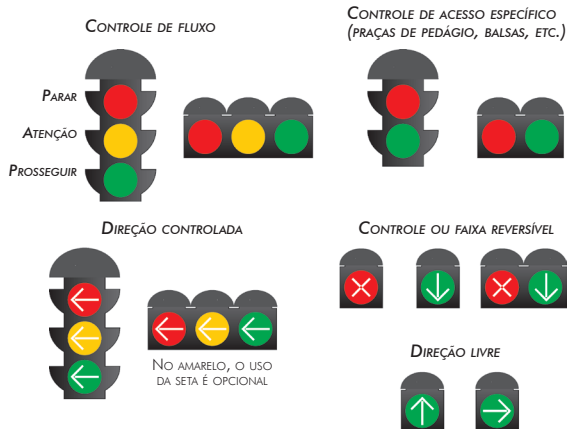 CONTROLE DE FLUXO
PARAR
ATENÇÃO
PROSSEGUIR
CONTROLE DE ACESSO ESPECÍFICO
(PRAÇAS DE PEDÁGIO, BALSAS, ETC.)
DIREÇÃO CONTROLADA
NO AMARELO, O USO
DA SETA É OPCIONAL
CONTROLE OU FAIXA REVERSÍVEL
DIREÇÃO LIVRE